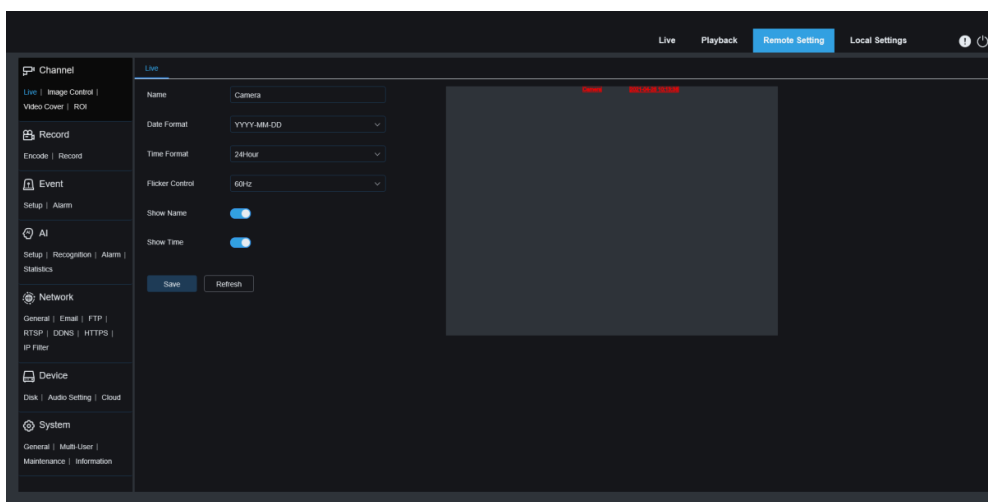 Live Playback Remote Setting Local Settings
Channel
Live | Image Control |
Video Cover | ROI
Record
Encode | Record
Event
Setup | Alarm
AI
Setup | Recognition | Alarm |
Statistics
Network
General | Email | FTP |
RTSP | DDNS | HTTPS |
IP Filter
Device
Disk | Audio Setting | Cloud
System
General | Multi-User |
Maintenance | Information
Live
Name Camera
Date Format YYYY-MM-DD
Time Format 24Hour
Flicker Control 60Hz
Show Name
Show Time
Save Refresh